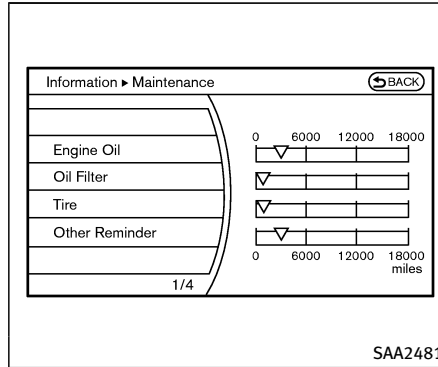 Information ▸ Maintenance
BACK
0 6000 12000 18000
Engine Oil
Oil Filter
Tire
Other Reminder
0 6000 12000 18000
miles
1/4
SAA2481